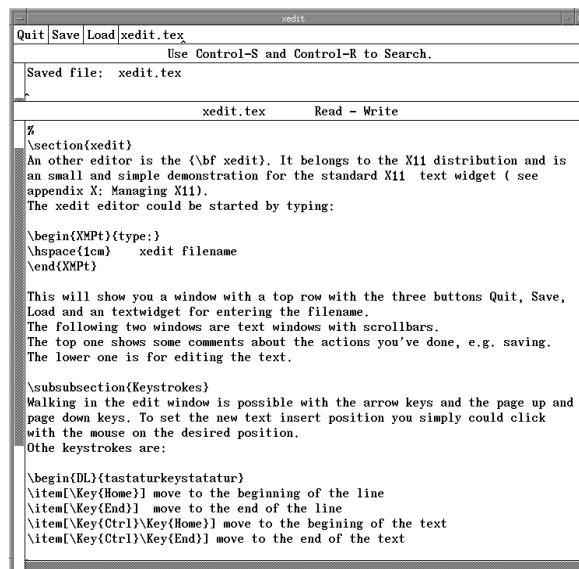 xedit
Quit Save Load xedit.tex
Use Control-S and Control-R to Search.
Saved file:  xedit.tex
xedit.tex       Read - Write
%
\section{xedit}
An other editor is the {\bf xedit}. It belongs to the X11 distribution and is
an small and simple demonstration for the standard X11  text widget ( see
appendix X: Managing X11).
The xedit editor could be started by typing:

\begin{XMPt}{type:}
\hspace{1cm}    xedit filename
\end{XMPt}

This will show you a window with a top row with the three buttons Quit, Save,
Load and an textwidget for entering the filename.
The following two windows are text windows with scrollbars.
The top one shows some comments about the actions you've done, e.g. saving.
The lower one is for editing the text.

\subsubsection{Keystrokes}
Walking in the edit window is possible with the arrow keys and the page up and
page down keys. To set the new text insert position you simply could click
with the mouse on the desired position.
Othe keystrokes are:

\begin{DL}{tastaturkeystatatur}
\item[\Key{Home}] move to the beginning of the line
\item[\Key{End}]  move to the end of the line
\item[\Key{Ctrl}\Key{Home}] move to the begining of the text
\item[\Key{Ctrl}\Key{End}] move to the end of the text